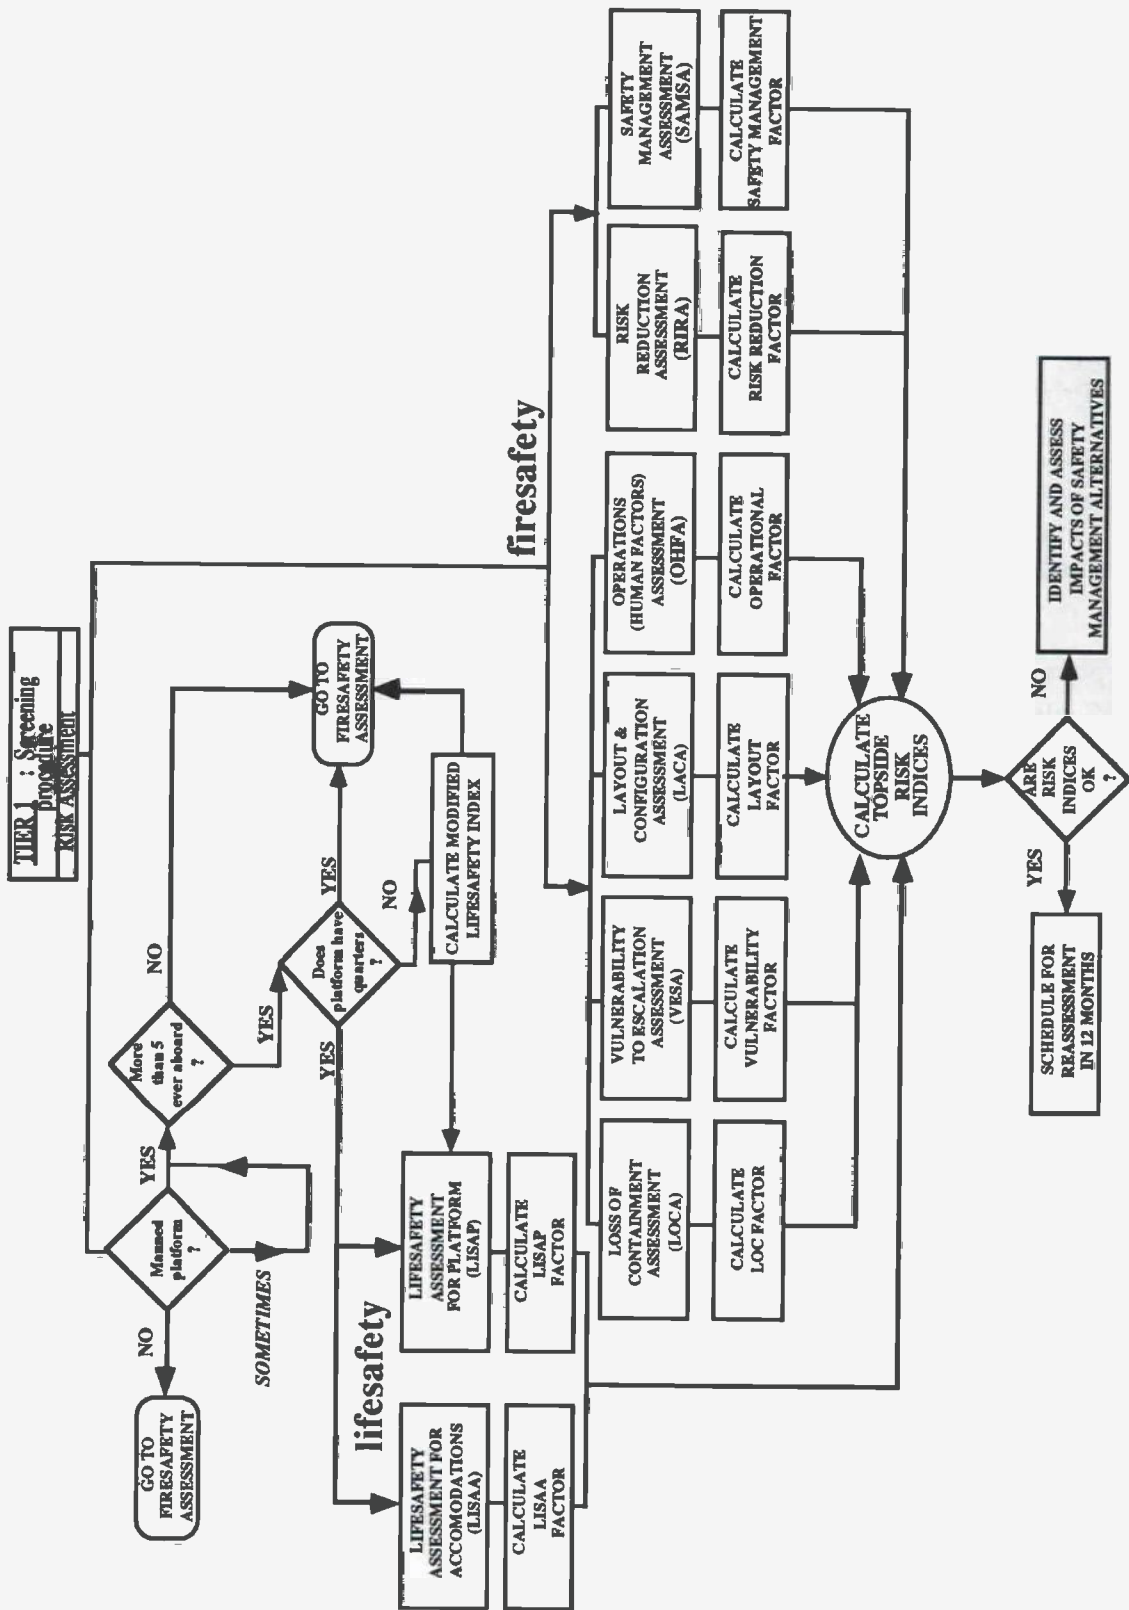 TIER 1 : Screening
procedure
RISK Assessment
Manned
platform
?
NO
GO TO
FIRESAFETY
ASSESSMENT
SOMETIMES
YES
More
than 5
ever aboard
?
NO
YES
Does
platform have
quarters
?
YES
YES
NO
GO TO
FIRESAFETY
ASSESSMENT
CALCULATE MODIFIED
LIFESAFETY INDEX
lifesafety
LIFESAFETY
ASSESSMENT FOR
ACCOMODATIONS
(LISAA)
CALCULATE
LISAA
FACTOR
LIFESAFETY
ASSESSMENT
FOR PLATFORM
(LISAP)
CALCULATE
LISAP
FACTOR
firesafety
LOSS OF
CONTAINMENT
ASSESSMENT
(LOCA)
CALCULATE
LOC FACTOR
VULNERABILITY
TO ESCALATION
ASSESSMENT
(VESA)
CALCULATE
VULNERABILITY
FACTOR
LAYOUT &
CONFIGURATION
ASSESSMENT
(LACA)
CALCULATE
LAYOUT
FACTOR
OPERATIONS
(HUMAN FACTORS)
ASSESSMENT
(OHFA)
CALCULATE
OPERATIONAL
FACTOR
RISK
REDUCTION
ASSESSMENT
(RIRA)
CALCULATE
RISK REDUCTION
FACTOR
SAFETY
MANAGEMENT
ASSESSMENT
(SAMSA)
CALCULATE
SAFETY MANAGEMENT
FACTOR
CALCULATE
TOPSIDE
RISK
INDICES
ARE
RISK
INDICES
OK
?
YES
SCHEDULE FOR
REASSESSMENT
IN 12 MONTHS
NO
IDENTIFY AND ASSESS
IMPACTS OF SAFETY
MANAGEMENT ALTERNATIVES